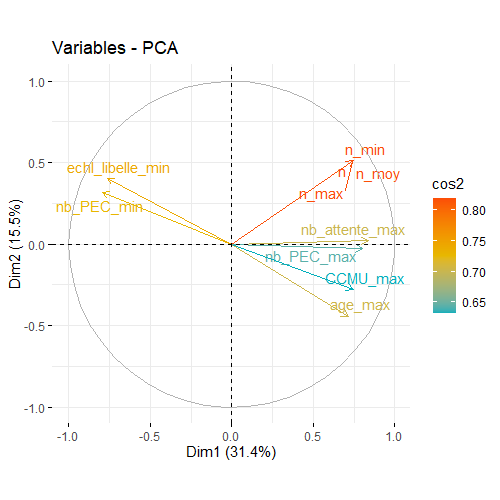 Variables - PCA
1.0
0.5
0.0
-0.5
-1.0
Dim2 (15.5%)
echl_libelle_min
nb_PEC_min
n_min
n
n_moy
n_max
nb_attente_max
nb_PEC_max
CCMU_max
age_max
-1.0
-0.5
0.0
0.5
1.0
Dim1 (31.4%)
cos2
0.80
0.75
0.70
0.65